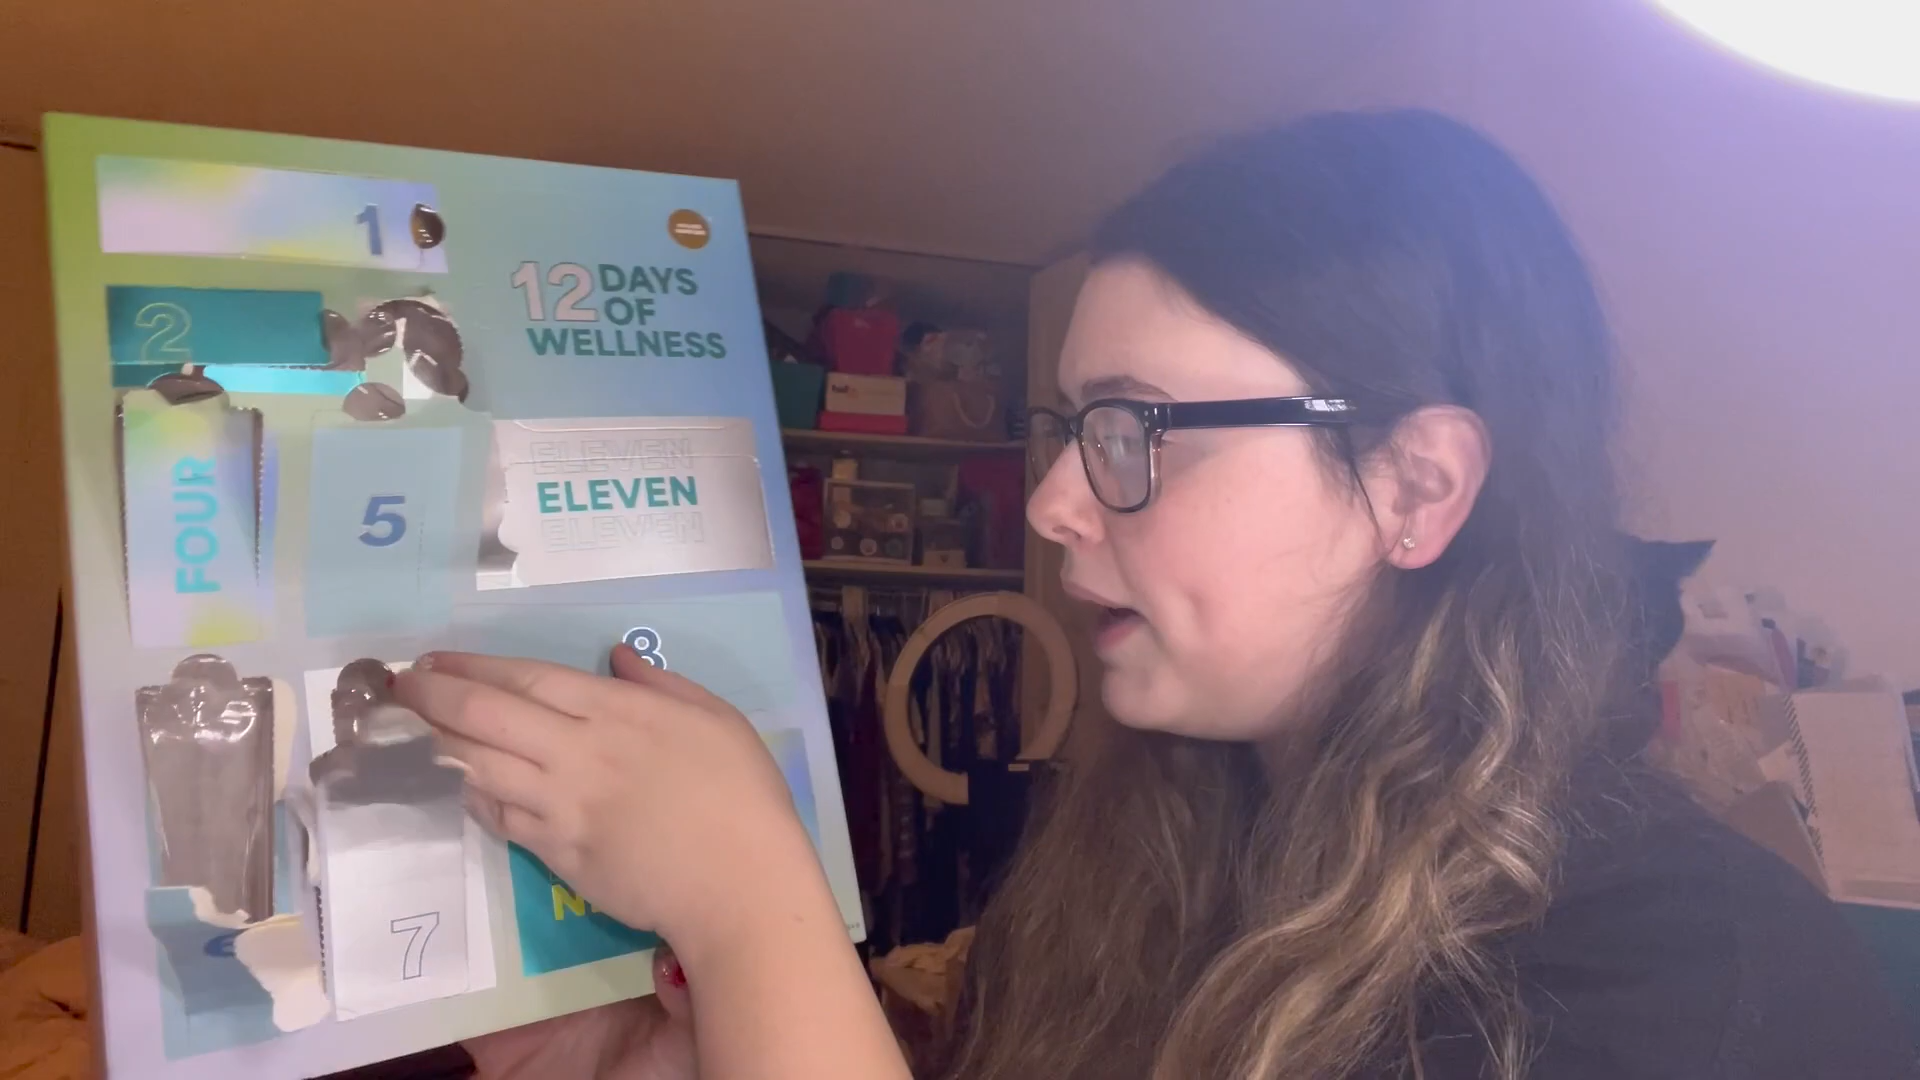 1
12 DAYS
OF
WELLNESS
2
ELEVEN
ELEVEN
ELEVEN
FOUR
5
8
7